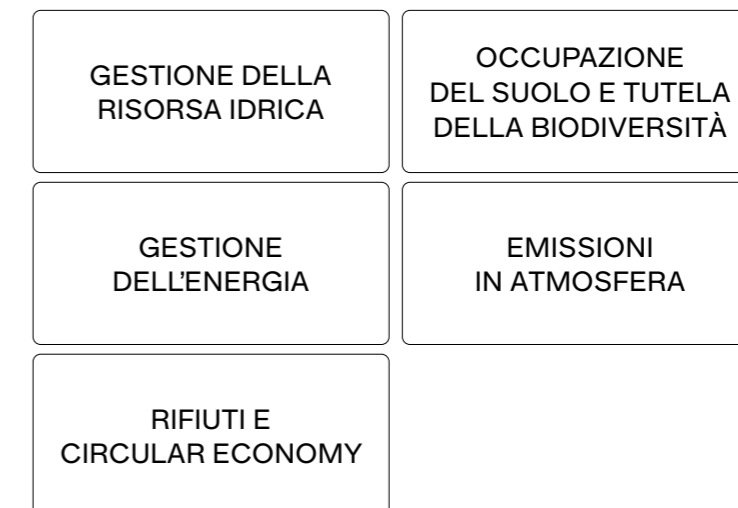 GESTIONE DELLA
RISORSA IDRICA
OCCUPAZIONE
DEL SUOLO E TUTELA
DELLA BIODIVERSITÀ
GESTIONE
DELL'ENERGIA
EMISSIONI
IN ATMOSFERA
RIFIUTI E
CIRCULAR ECONOMY